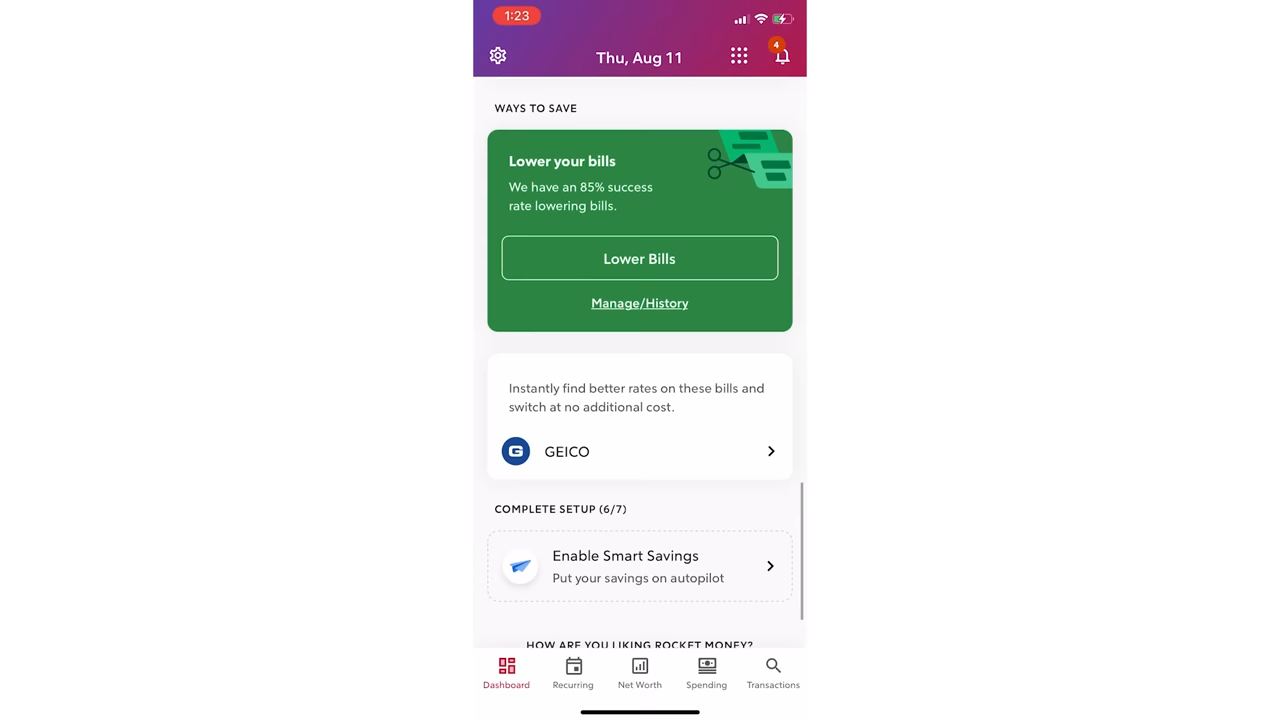 1:23
Thu, Aug 11
4
WAYS TO SAVE
Lower your bills
We have an 85% success
rate lowering bills.
Lower Bills
Manage/History
Instantly find better rates on these bills and
switch at no additional cost.
G GEICO
COMPLETE SETUP (6/7)
Enable Smart Savings
Put your savings on autopilot
HOW ARE YOU LIKING ROCKET MONEY?
Dashboard Recurring Net Worth Spending Transactions